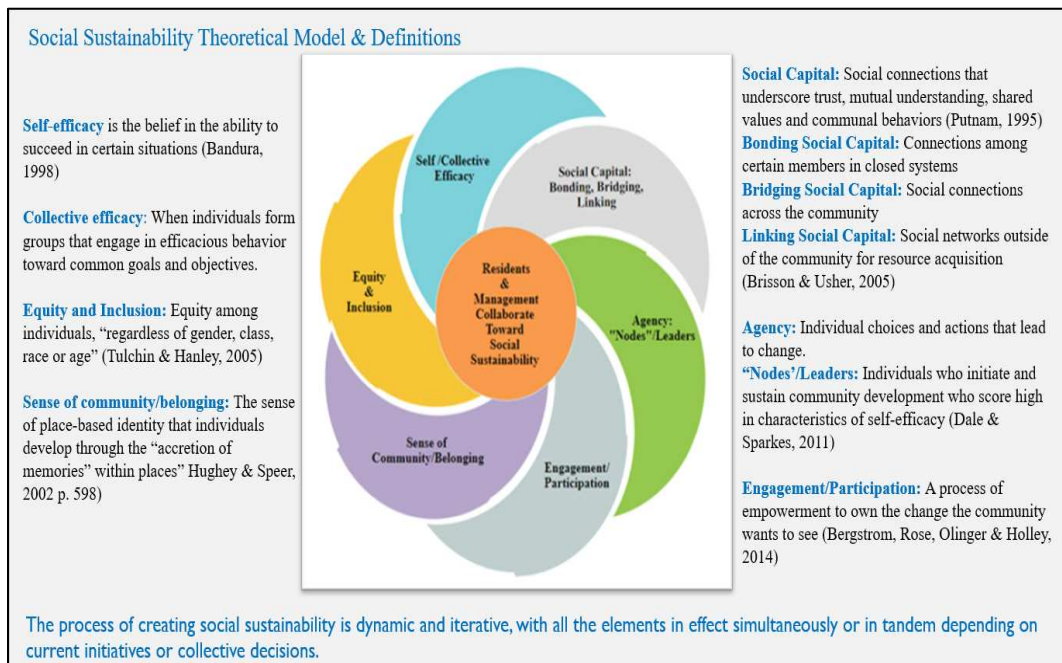 Social Sustainability Theoretical Model & Definitions
Self-efficacy is the belief in the ability to
succeed in certain situations (Bandura,
1998)
Collective efficacy: When individuals form
groups that engage in efficacious behavior
toward common goals and objectives.
Equity and Inclusion: Equity among
individuals, “regardless of gender, class,
race or age” (Tulchin & Hanley, 2005)
Sense of community/belonging: The sense
of place-based identity that individuals
develop through the “accretion of
memories” within places” Hughey & Speer,
2002 p. 598)
Self /Collective
Efficacy
Social Capital:
Bonding, Bridging,
Linking
Equity
&
Inclusion
Residents
&
Management
Collaborate
Toward
Social
Sustainability
Agency:
"Nodes"/Leaders
Sense of
Community/Belonging
Engagement/
Participation
Social Capital: Social connections that
underscore trust, mutual understanding, shared
values and communal behaviors (Putnam, 1995)
Bonding Social Capital: Connections among
certain members in closed systems
Bridging Social Capital: Social connections
across the community
Linking Social Capital: Social networks outside
of the community for resource acquisition
(Brisson & Usher, 2005)
Agency: Individual choices and actions that lead
to change.
“Nodes’/Leaders: Individuals who initiate and
sustain community development who score high
in characteristics of self-efficacy (Dale &
Sparkes, 2011)
Engagement/Participation: A process of
empowerment to own the change the community
wants to see (Bergstrom, Rose, Olinger & Holley,
2014)
The process of creating social sustainability is dynamic and iterative, with all the elements in effect simultaneously or in tandem depending on
current initiatives or collective decisions.